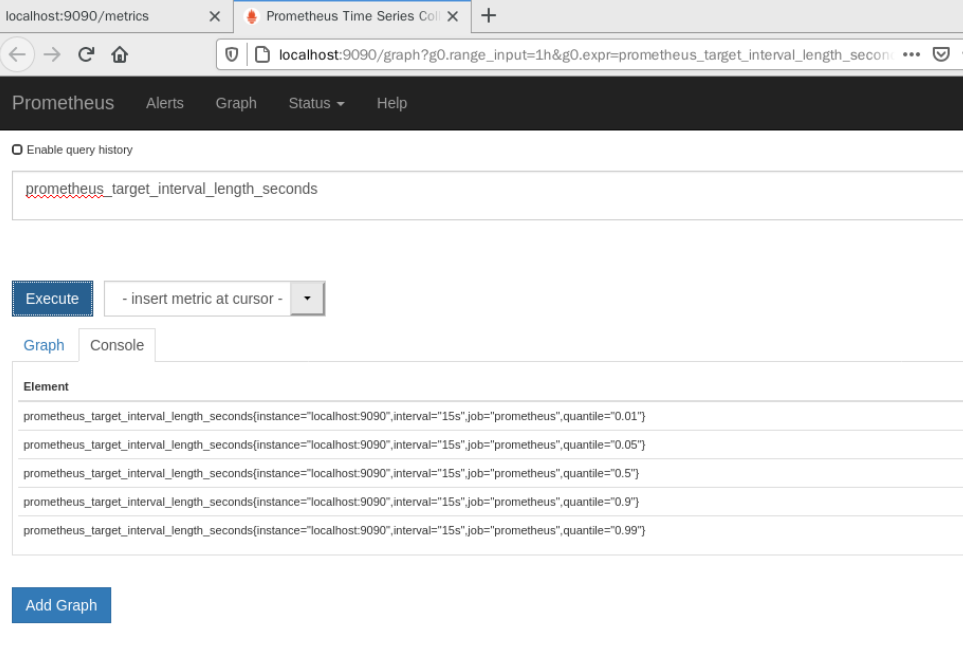 localhost:9090/metrics Prometheus Time Series Col
localhost:9090/graph?g0.range_input=1h&g0.expr=prometheus_target_interval_length_secon
Prometheus Alerts Graph Status Help
Enable query history
prometheus_target_interval_length_seconds
Execute - insert metric at cursor -
Graph Console
Element
prometheus_target_interval_length_seconds{instance="localhost:9090",interval="15s",job="prometheus",quantile="0.01"}
prometheus_target_interval_length_seconds{instance="localhost:9090",interval="15s",job="prometheus",quantile="0.05"}
prometheus_target_interval_length_seconds{instance="localhost:9090",interval="15s",job="prometheus",quantile="0.5"}
prometheus_target_interval_length_seconds{instance="localhost:9090",interval="15s",job="prometheus",quantile="0.9"}
prometheus_target_interval_length_seconds{instance="localhost:9090",interval="15s",job="prometheus",quantile="0.99"}
Add Graph